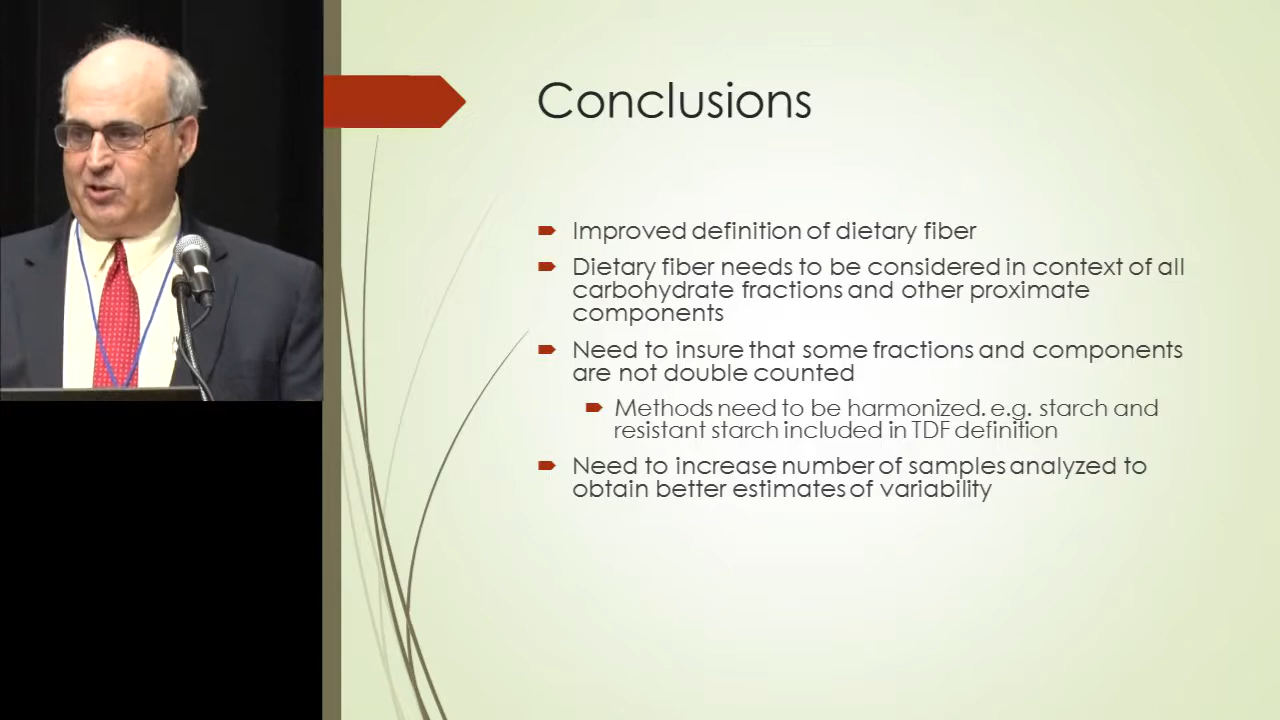 Conclusions
Improved definition of dietary fiber
Dietary fiber needs to be considered in context of all
carbohydrate fractions and other proximate
components
Need to insure that some fractions and components
are not double counted
Methods need to be harmonized. e.g. starch and
resistant starch included in TDF definition
Need to increase number of samples analyzed to
obtain better estimates of variability